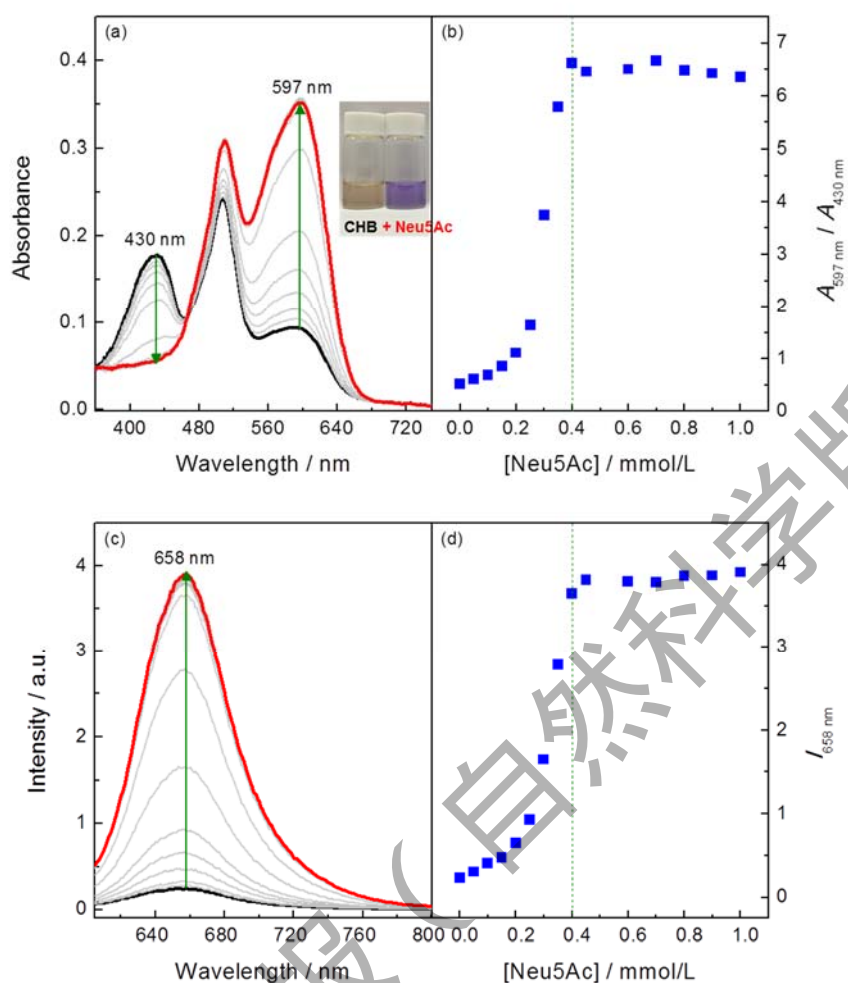 (a)
597 nm
430 nm
CHB + Neu5Ac
0.4
0.3
0.2
0.1
0.0
Absorbance
400 480 560 640 720
Wavelength / nm
(b)
7
6
5
4
3
2
1
0
A597 nm / A430 nm
0.0 0.2 0.4 0.6 0.8 1.0
[Neu5Ac] / mmol/L
(c)
658 nm
4
3
2
1
0
Intensity / a.u.
640 680 720 760 800
Wavelength / nm
(d)
4
3
2
1
0
I658 nm
0.0 0.2 0.4 0.6 0.8 1.0
[Neu5Ac] / mmol/L
报(自然科学版